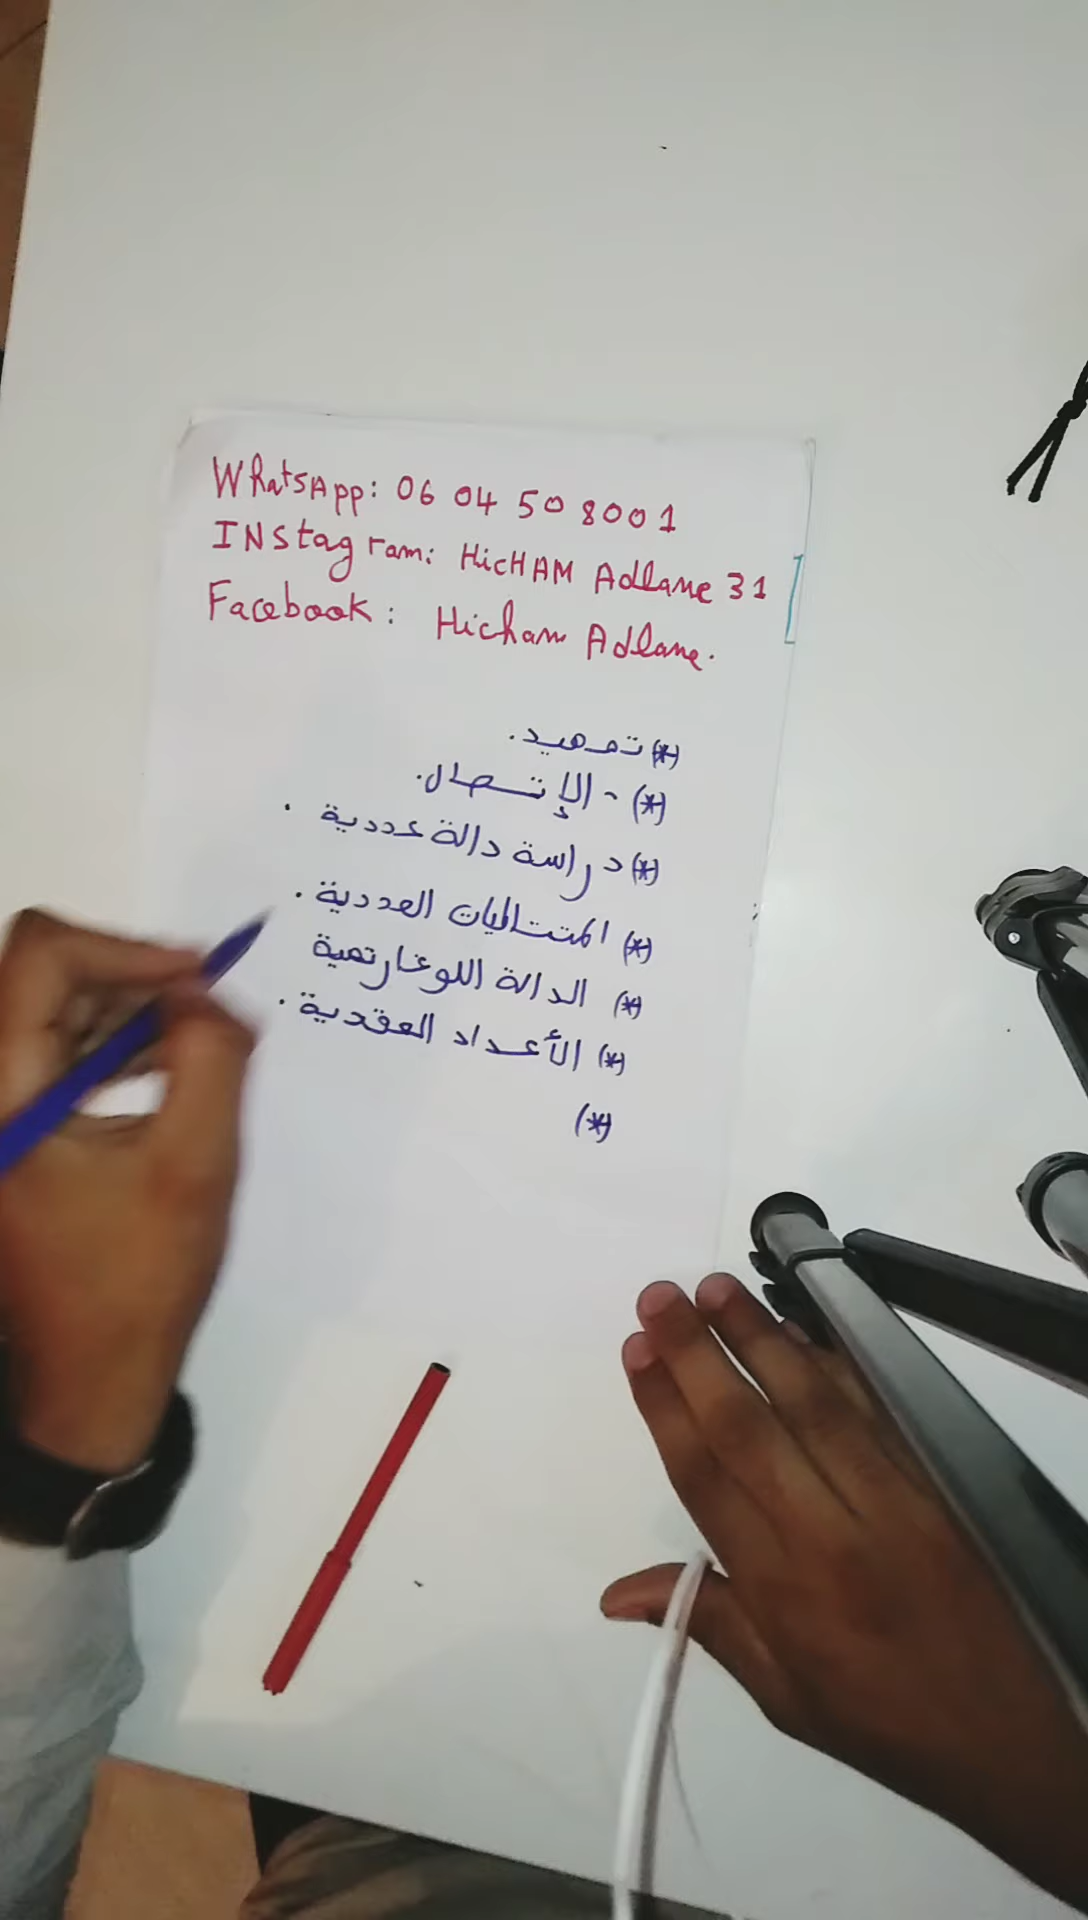 WhatsApp: 06 04 50 8001
INstagram: HicHAM Adlane 31
Facebook: Hicham Adlane.
(*) تمهيد.
(*) - الإتصال.
(*) دراسة دالة عددية.
(*) المتتاليات العددية.
(*) الدالة اللوغارتمية
(*) الأعداد العقدية.
(*)